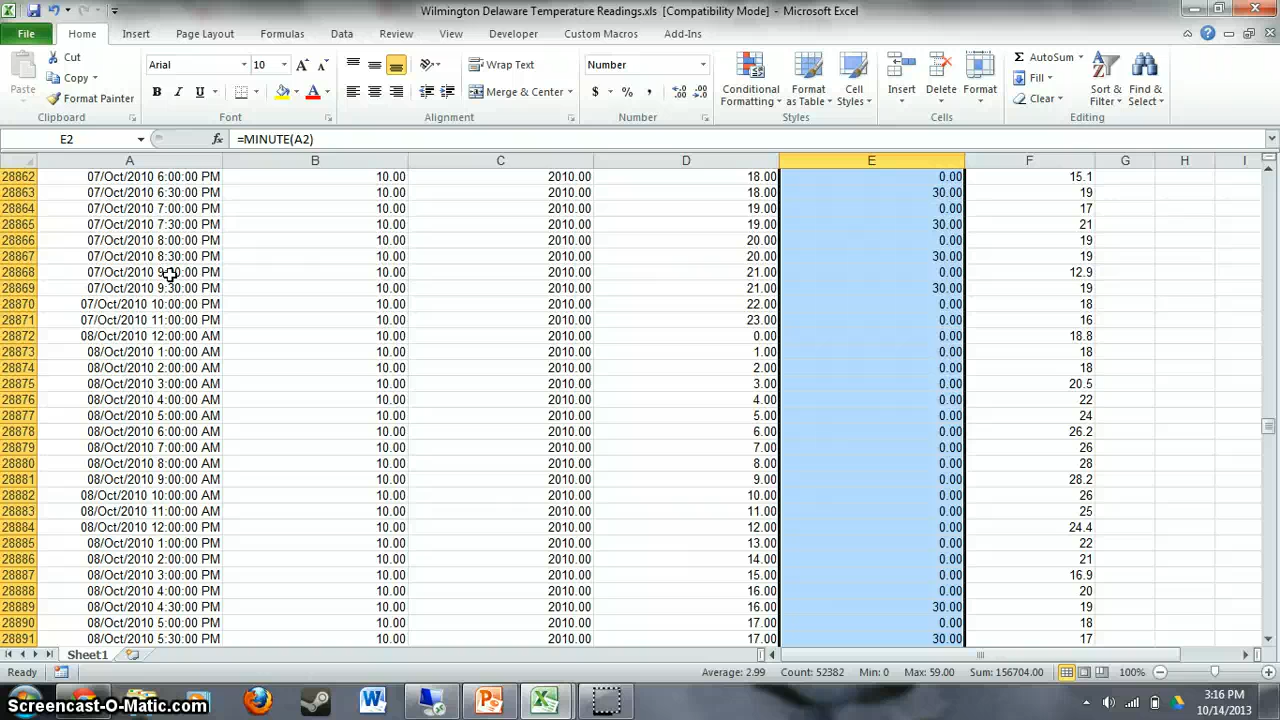 Wilmington Delaware Temperature Readings.xls [Compatibility Mode] - Microsoft Excel
File Home Insert Page Layout Formulas Data Review View Developer Custom Macros Add-Ins
Paste Cut Copy Format Painter Clipboard
Arial 10 B I U A Font
Wrap Text Merge & Center Alignment
Number $ % , Number
Conditional Formatting Format as Table Cell Styles Styles
Insert Delete Format Cells
Σ AutoSum Fill Clear Sort & Filter Find & Select Editing
E2 fx =MINUTE(A2)
A B C D E F G H I
28862 07/Oct/2010 6:00:00 PM 10.00 2010.00 18.00 0.00 15.1
28863 07/Oct/2010 6:30:00 PM 10.00 2010.00 18.00 30.00 19
28864 07/Oct/2010 7:00:00 PM 10.00 2010.00 19.00 0.00 17
28865 07/Oct/2010 7:30:00 PM 10.00 2010.00 19.00 30.00 21
28866 07/Oct/2010 8:00:00 PM 10.00 2010.00 20.00 0.00 19
28867 07/Oct/2010 8:30:00 PM 10.00 2010.00 20.00 30.00 19
28868 07/Oct/2010 PM 10.00 2010.00 21.00 0.00 12.9
28869 07/Oct/2010 9:30:00 PM 10.00 2010.00 21.00 30.00 19
28870 07/Oct/2010 10:00:00 PM 10.00 2010.00 22.00 0.00 18
28871 07/Oct/2010 11:00:00 PM 10.00 2010.00 23.00 0.00 16
28872 08/Oct/2010 12:00:00 AM 10.00 2010.00 0.00 0.00 18.8
28873 08/Oct/2010 1:00:00 AM 10.00 2010.00 1.00 0.00 18
28874 08/Oct/2010 2:00:00 AM 10.00 2010.00 2.00 0.00 18
28875 08/Oct/2010 3:00:00 AM 10.00 2010.00 3.00 0.00 20.5
28876 08/Oct/2010 4:00:00 AM 10.00 2010.00 4.00 0.00 22
28877 08/Oct/2010 5:00:00 AM 10.00 2010.00 5.00 0.00 24
28878 08/Oct/2010 6:00:00 AM 10.00 2010.00 6.00 0.00 26.2
28879 08/Oct/2010 7:00:00 AM 10.00 2010.00 7.00 0.00 26
28880 08/Oct/2010 8:00:00 AM 10.00 2010.00 8.00 0.00 28
28881 08/Oct/2010 9:00:00 AM 10.00 2010.00 9.00 0.00 28.2
28882 08/Oct/2010 10:00:00 AM 10.00 2010.00 10.00 0.00 26
28883 08/Oct/2010 11:00:00 AM 10.00 2010.00 11.00 0.00 25
28884 08/Oct/2010 12:00:00 PM 10.00 2010.00 12.00 0.00 24.4
28885 08/Oct/2010 1:00:00 PM 10.00 2010.00 13.00 0.00 22
28886 08/Oct/2010 2:00:00 PM 10.00 2010.00 14.00 0.00 21
28887 08/Oct/2010 3:00:00 PM 10.00 2010.00 15.00 0.00 16.9
28888 08/Oct/2010 4:00:00 PM 10.00 2010.00 16.00 0.00 20
28889 08/Oct/2010 4:30:00 PM 10.00 2010.00 16.00 30.00 19
28890 08/Oct/2010 5:00:00 PM 10.00 2010.00 17.00 0.00 18
28891 08/Oct/2010 5:30:00 PM 10.00 2010.00 17.00 30.00 17
Sheet1
Ready Average: 2.99 Count: 52382 Min: 0 Max: 59.00 Sum: 156704.00 100%
Screencast-O-Matic.com 3:16 PM
10/14/2013